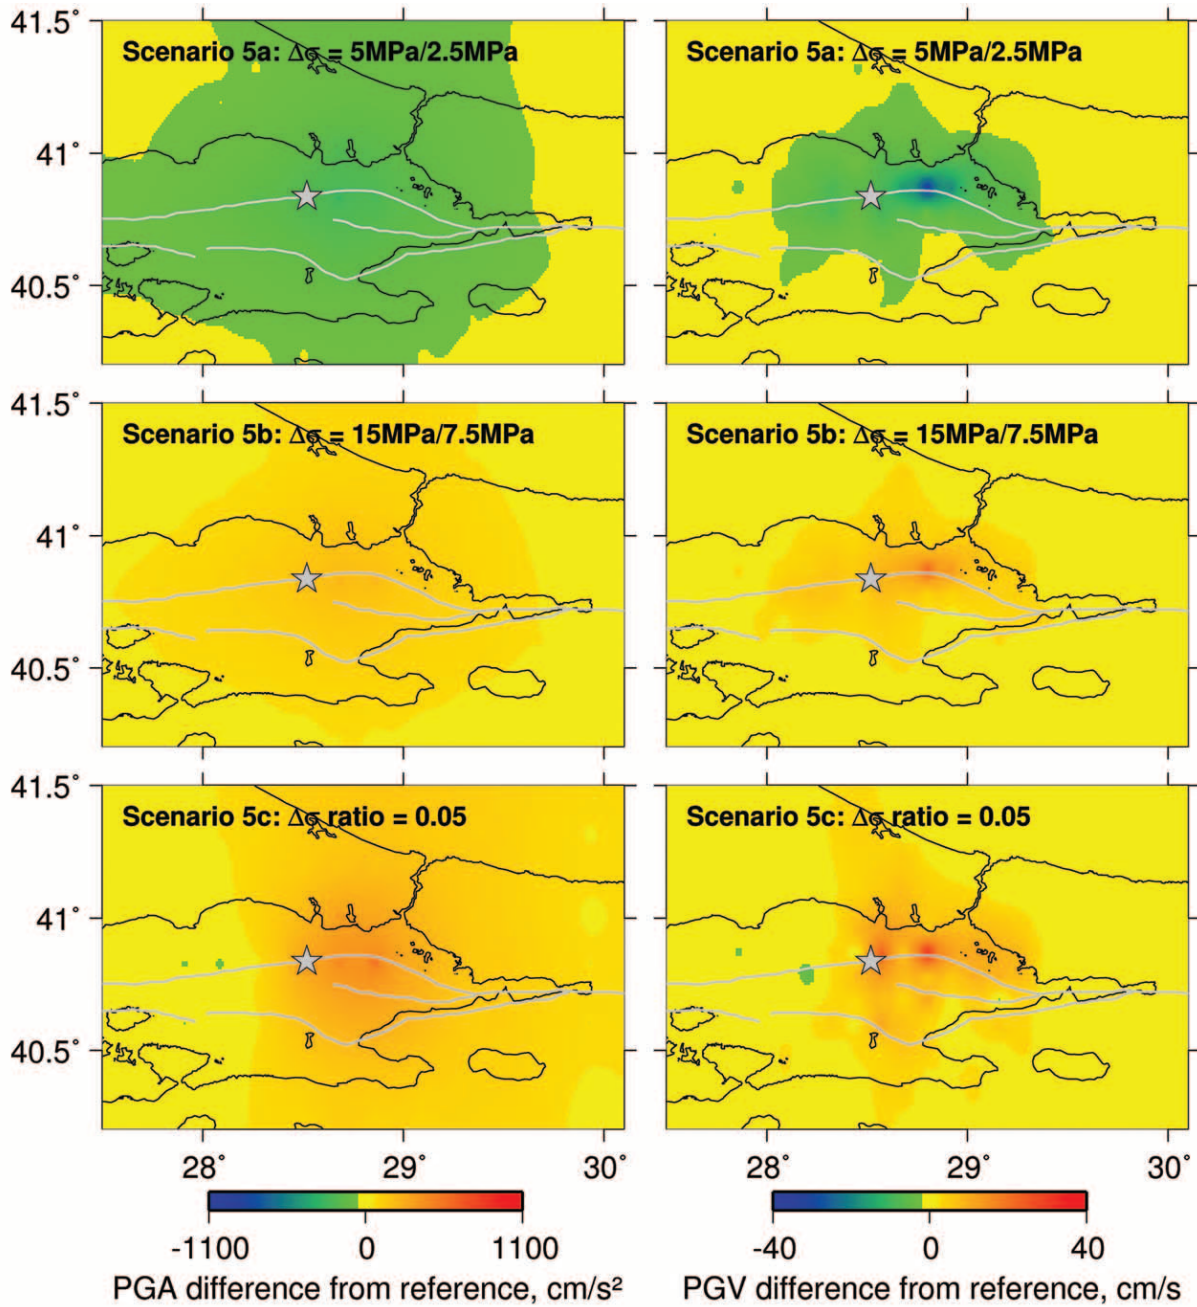 41.5°
Scenario 5a: Δσ = 5MPa/2.5MPa
Scenario 5a: Δσ = 5MPa/2.5MPa
41°
40.5°
41.5°
Scenario 5b: Δσ = 15MPa/7.5MPa
Scenario 5b: Δσ = 15MPa/7.5MPa
41°
40.5°
41.5°
Scenario 5c: Δσ ratio = 0.05
Scenario 5c: Δσ ratio = 0.05
41°
40.5°
28° 29° 30°
28° 29° 30°
-1100 0 1100
-40 0 40
PGA difference from reference, cm/s²
PGV difference from reference, cm/s